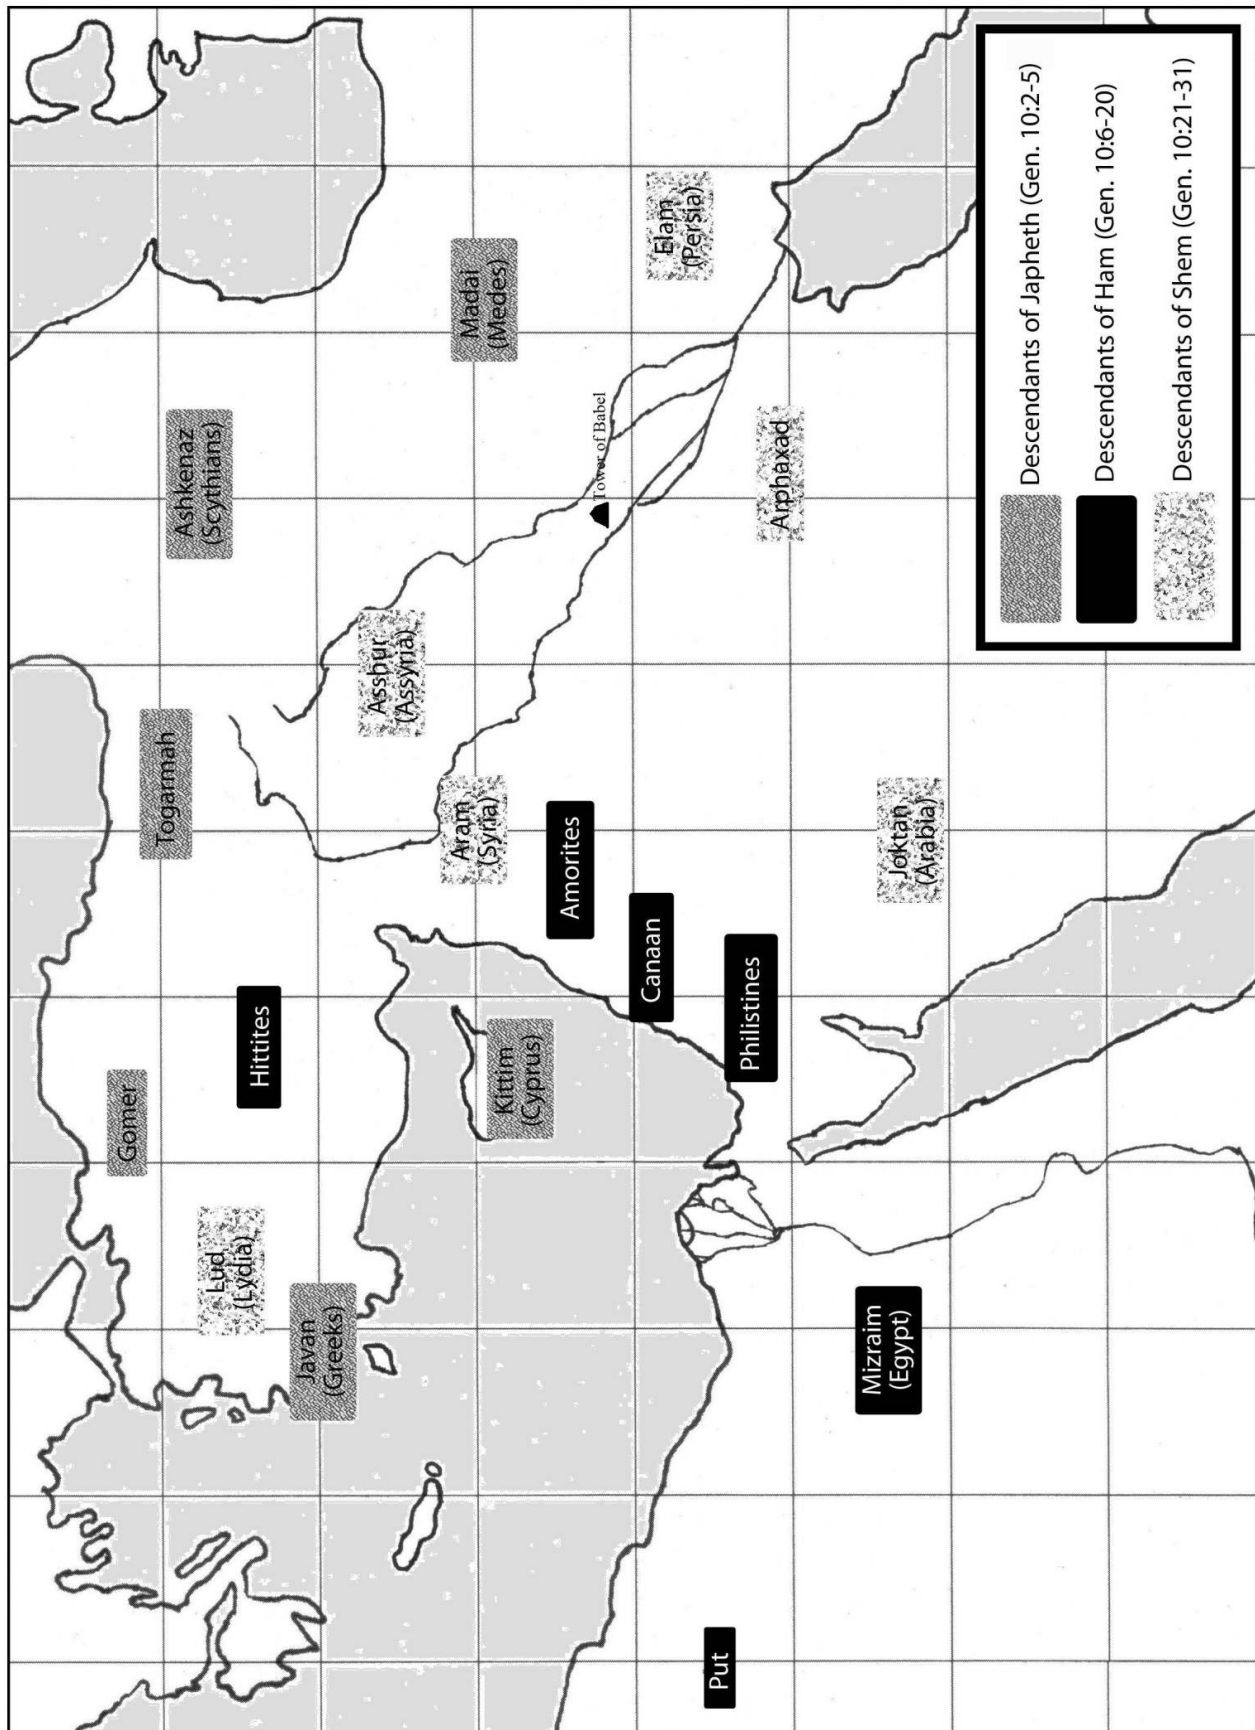 Ashkenaz
(Scythians)
Togarmah
Gomer
Hittites
Lud
(Lydia)
Javan
(Greeks)
Asshur
(Assyria)
Madai
(Medes)
Aram
(Syria)
Kittim
(Cyprus)
Amorites
Tower of Babel
Elam
(Persia)
Canaan
Philistines
Arphaxad
Put
Mizraim
(Egypt)
Joktan
(Arabia)
Descendants of Japheth (Gen. 10:2-5)
Descendants of Ham (Gen. 10:6-20)
Descendants of Shem (Gen. 10:21-31)